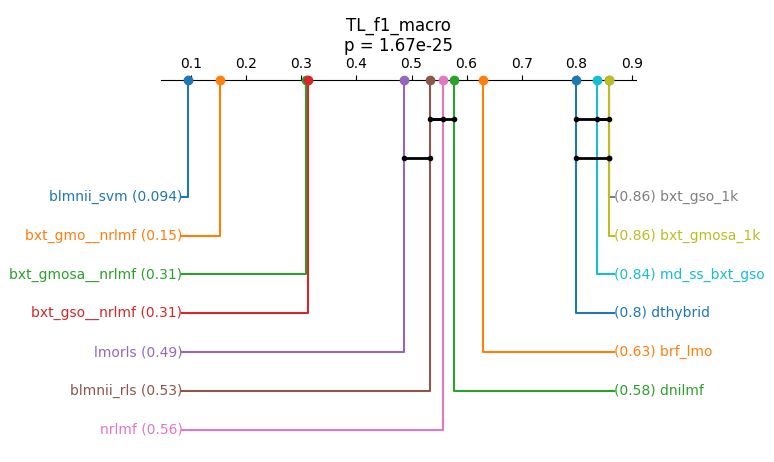 TL_f1_macro
p = 1.67e-25
0.1 0.2 0.3 0.4 0.5 0.6 0.7 0.8 0.9
blmnii_svm (0.094)
(0.86) bxt_gso_1k
bxt_gmo__nrlmf (0.15)
(0.86) bxt_gmosa_1k
bxt_gmosa__nrlmf (0.31)
(0.84) md_ss_bxt_gso
bxt_gso__nrlmf (0.31)
(0.8) dthybrid
lmorls (0.49)
(0.63) brf_lmo
blmnii_rls (0.53)
(0.58) dnilmf
nrlmf (0.56)